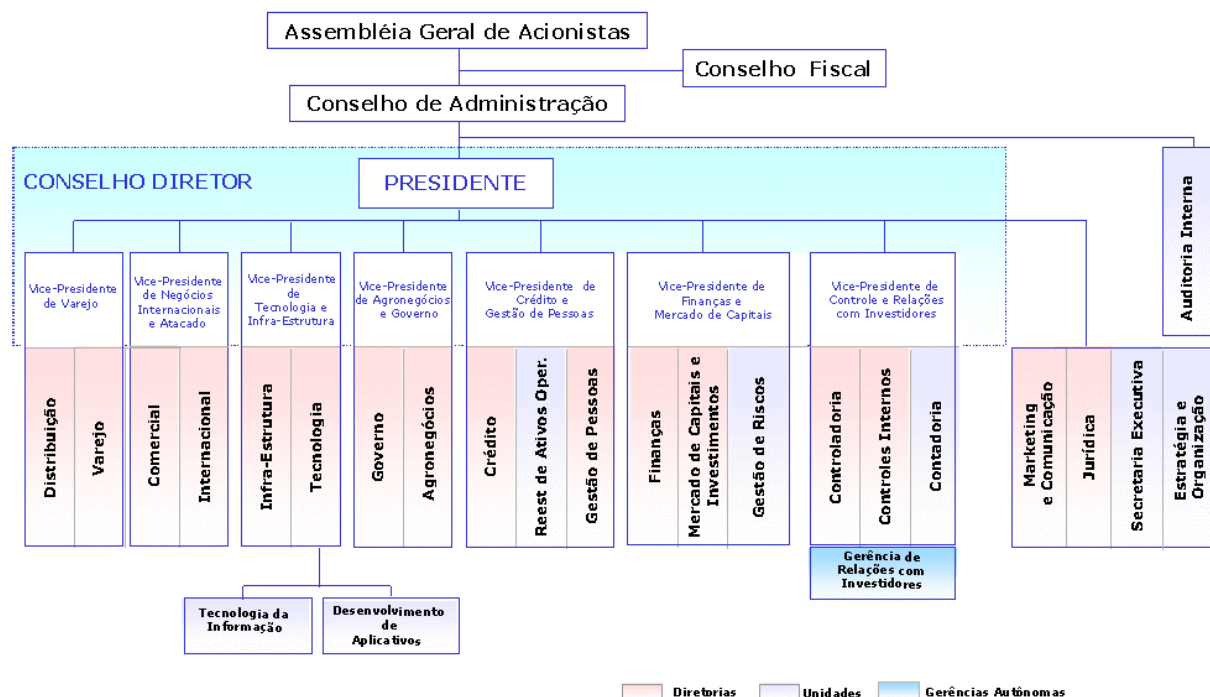 Assembléia Geral de Acionistas
Conselho Fiscal
Conselho de Administração
CONSELHO DIRETOR
PRESIDENTE
Auditoria Interna
Vice-Presidente
de Varejo
Vice-Presidente
de Negócios
Internacionais
e Atacado
Vice-Presidente
de
Tecnologia e
Infra-Estrutura
Vice-Presidente
de Agronegócios
e Governo
Vice-Presidente de
Crédito e
Gestão de Pessoas
Vice-Presidente de
Finanças e
Mercado de Capitais
Vice-Presidente de
Controle e Relações
com Investidores
Distribuição
Varejo
Comercial
Internacional
Infra-Estrutura
Tecnologia
Governo
Agronegócios
Crédito
Reest de Ativos Oper.
Gestão de Pessoas
Finanças
Mercado de Capitais e
Investimentos
Gestão de Riscos
Controladoria
Controles Internos
Contadoria
Marketing
e Comunicação
Jurídica
Secretaria Executiva
Estratégia e
Organização
Gerência de
Relações com
Investidores
Tecnologia da
Informação
Desenvolvimento
de
Aplicativos
Diretorias
Unidades
Gerências Autônomas